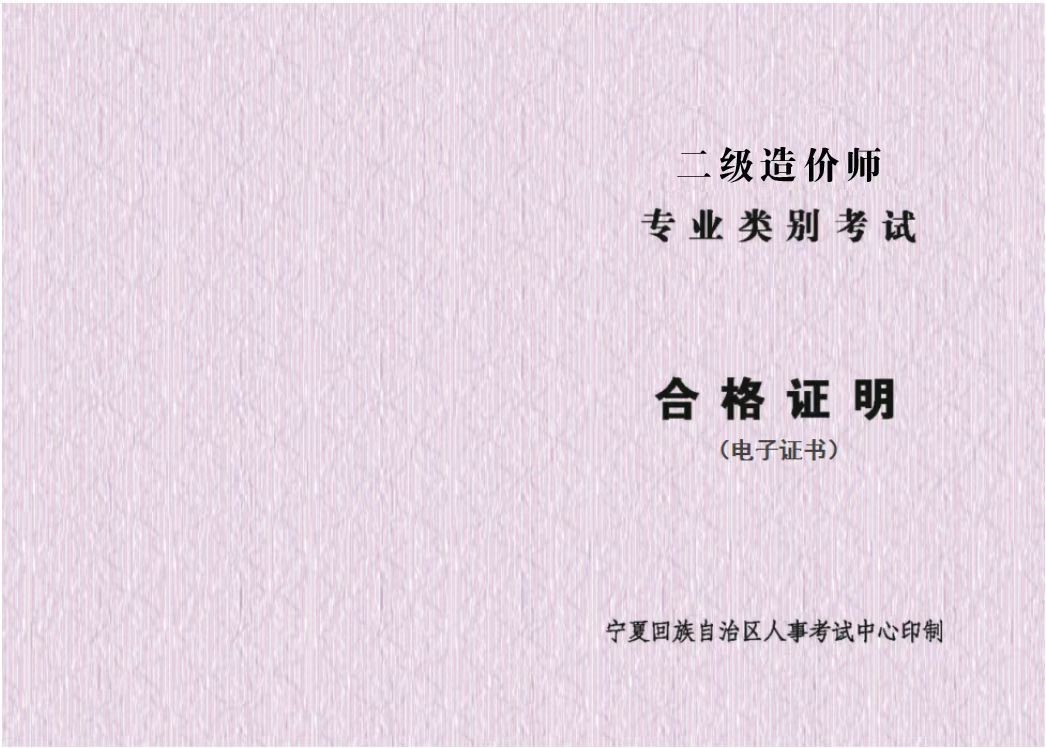 二级造价师
专业类别考试
合格证明
（电子证书）
宁夏回族自治区人事考试中心印制